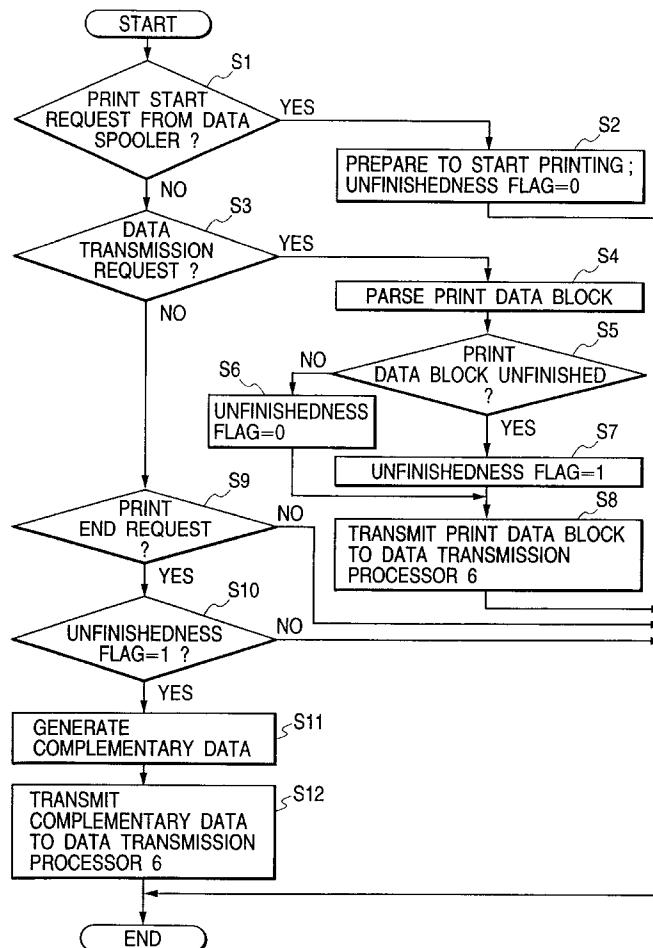 START
S1
PRINT START
REQUEST FROM DATA
SPOOLER ?
YES
NO
S2
PREPARE TO START PRINTING;
UNFINISHEDNESS FLAG=0
S3
DATA
TRANSMISSION
REQUEST ?
YES
NO
S4
PARSE PRINT DATA BLOCK
S5
PRINT
DATA BLOCK UNFINISHED
?
NO
YES
S6
UNFINISHEDNESS
FLAG=0
S7
UNFINISHEDNESS FLAG=1
S8
TRANSMIT PRINT DATA BLOCK
TO DATA TRANSMISSION
PROCESSOR 6
S9
PRINT
END REQUEST
?
NO
YES
S10
UNFINISHEDNESS
FLAG=1 ?
NO
YES
S11
GENERATE
COMPLEMENTARY DATA
S12
TRANSMIT
COMPLEMENTARY DATA
TO DATA TRANSMISSION
PROCESSOR 6
END